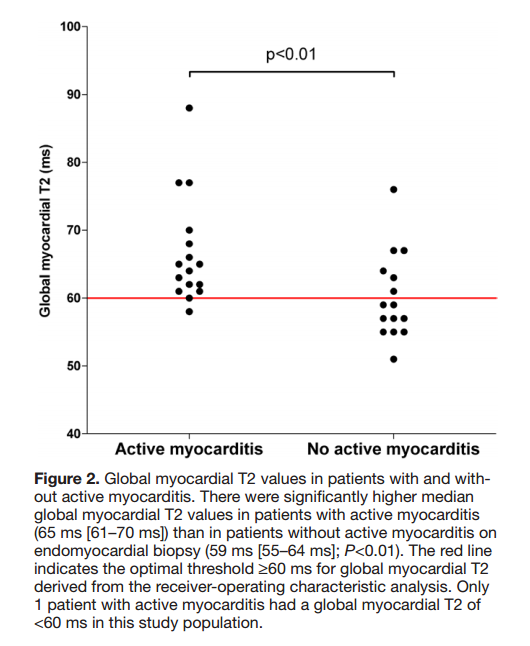 100
p<0.01
90
80
70
60
50
40
Global myocardial T2 (ms)
Active myocarditis No active myocarditis
Figure 2. Global myocardial T2 values in patients with and with-
out active myocarditis. There were significantly higher median
global myocardial T2 values in patients with active myocarditis
(65 ms [61–70 ms]) than in patients without active myocarditis on
endomyocardial biopsy (59 ms [55–64 ms]; P<0.01). The red line
indicates the optimal threshold ≥60 ms for global myocardial T2
derived from the receiver-operating characteristic analysis. Only
1 patient with active myocarditis had a global myocardial T2 of
<60 ms in this study population.